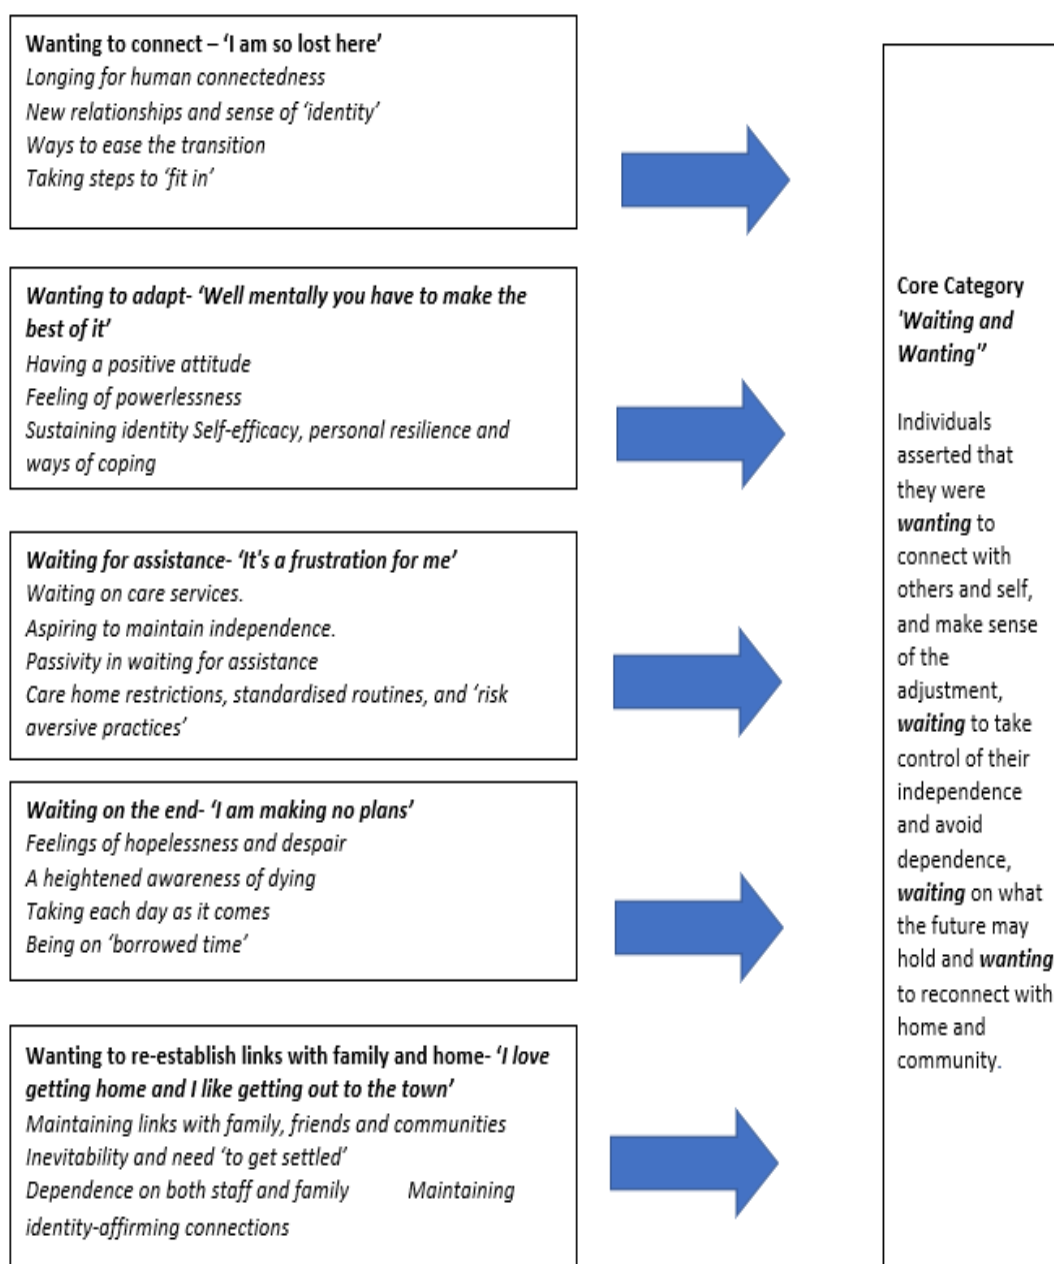 Wanting to connect – ‘I am so lost here’
Longing for human connectedness
New relationships and sense of ‘identity’
Ways to ease the transition
Taking steps to ‘fit in’
Wanting to adapt- ‘Well mentally you have to make the
best of it’
Having a positive attitude
Feeling of powerlessness
Sustaining identity Self-efficacy, personal resilience and
ways of coping
Waiting for assistance- ‘It's a frustration for me’
Waiting on care services.
Aspiring to maintain independence.
Passivity in waiting for assistance
Care home restrictions, standardised routines, and ‘risk
aversive practices’
Waiting on the end- ‘I am making no plans’
Feelings of hopelessness and despair
A heightened awareness of dying
Taking each day as it comes
Being on ‘borrowed time’
Wanting to re-establish links with family and home- ‘I love
getting home and I like getting out to the town’
Maintaining links with family, friends and communities
Inevitability and need ‘to get settled’
Dependence on both staff and family Maintaining
identity-affirming connections
Core Category
'Waiting and
Wanting”
Individuals
asserted that
they were
wanting to
connect with
others and self,
and make sense
of the
adjustment,
waiting to take
control of their
independence
and avoid
dependence,
waiting on what
the future may
hold and wanting
to reconnect with
home and
community.